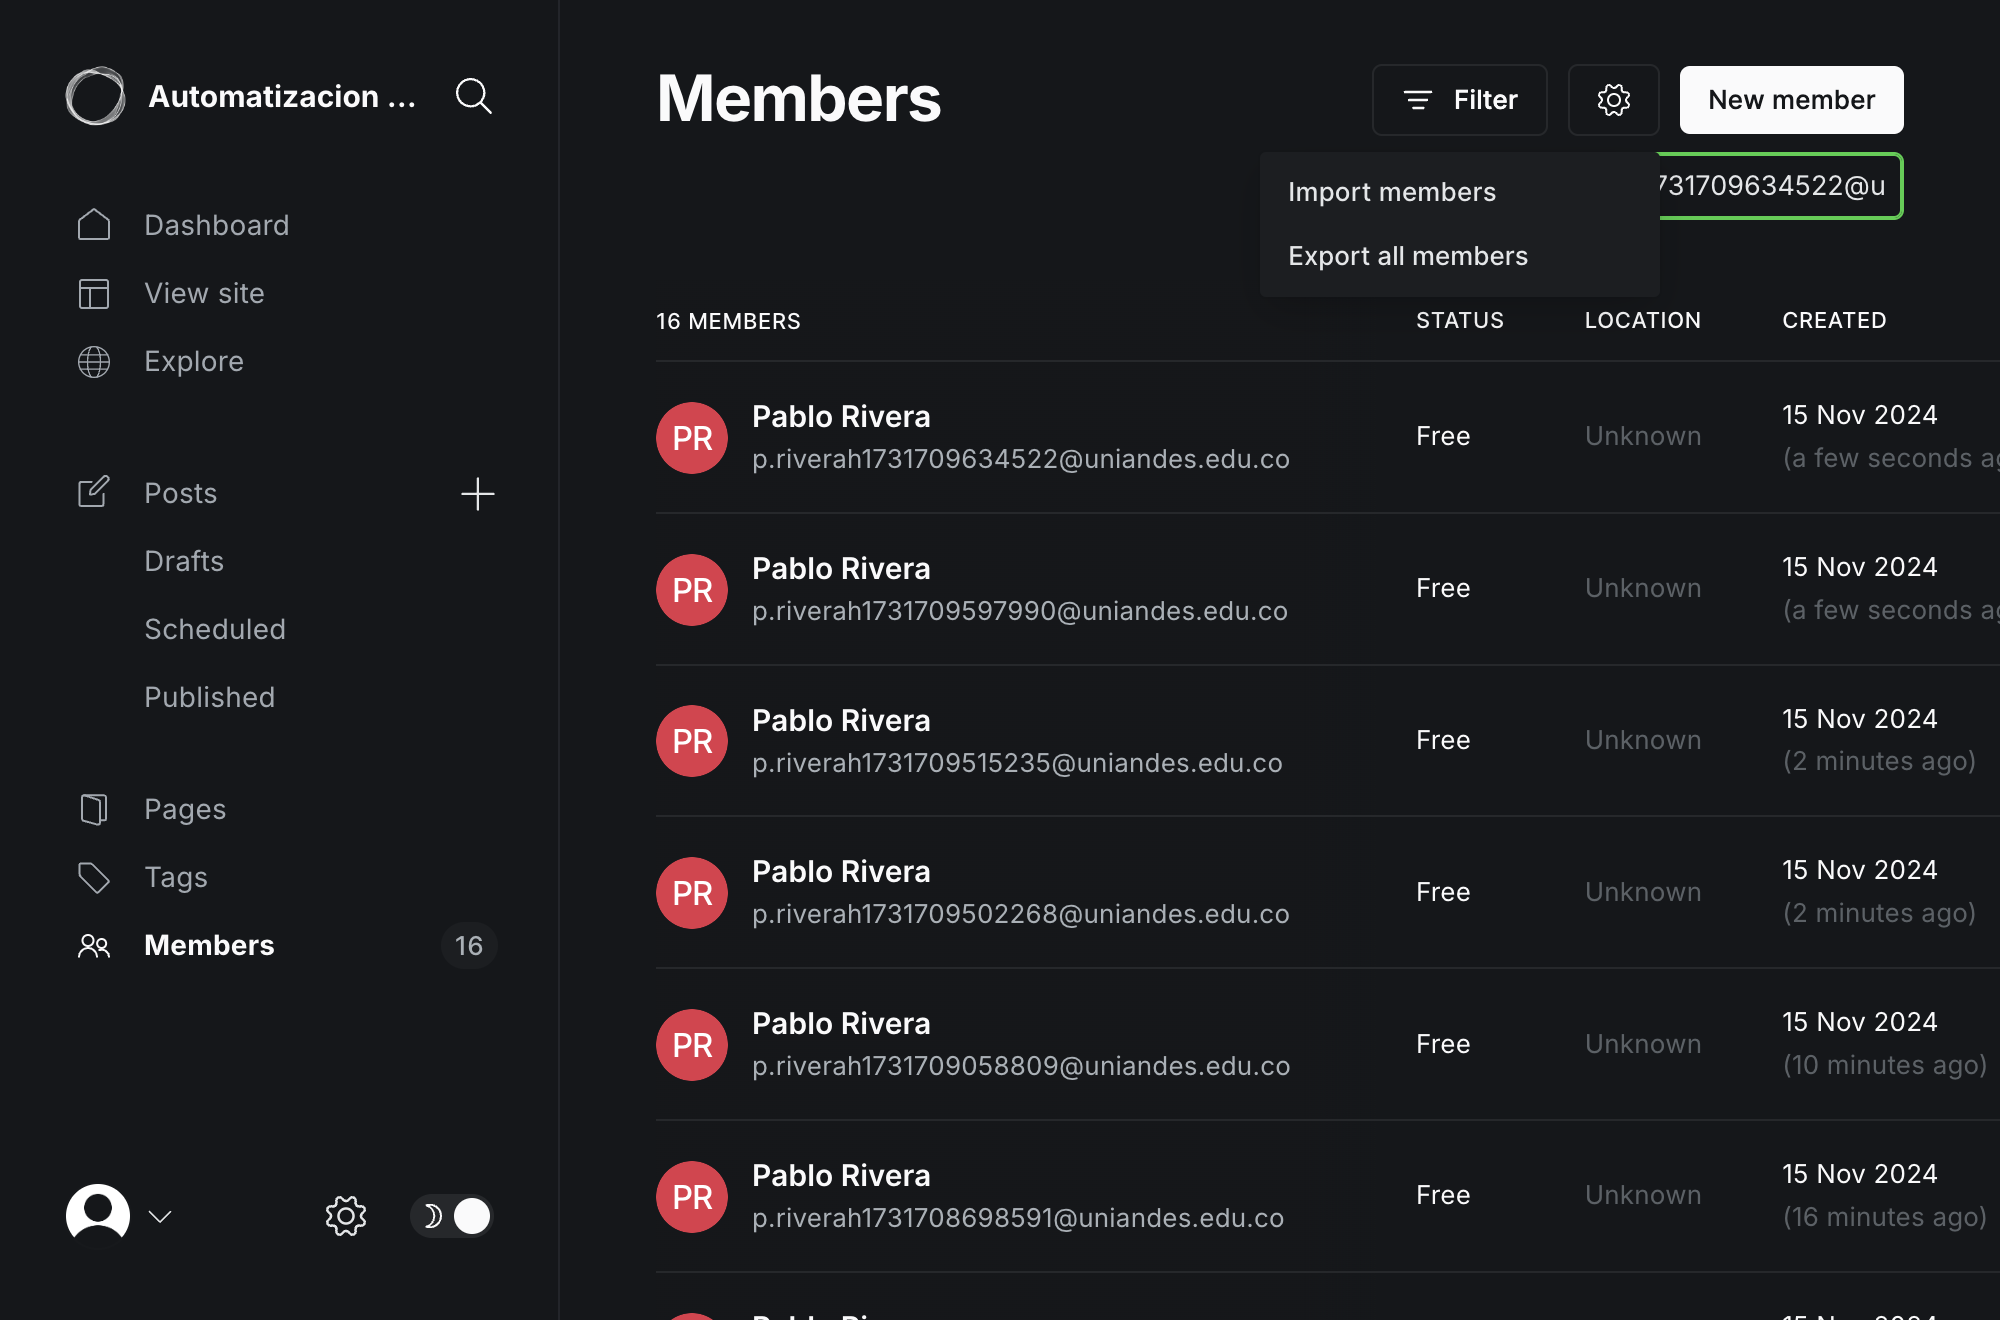 Automatizacion ...
Dashboard
View site
Explore
Posts
Drafts
Scheduled
Published
Pages
Tags
Members
16
Members
Filter
New member
Import members
Export all members
731709634522@u
16 MEMBERS
STATUS
LOCATION
CREATED
PR
Pablo Rivera
p.riverah1731709634522@uniandes.edu.co
Free
Unknown
15 Nov 2024
(a few seconds ag
PR
Pablo Rivera
p.riverah1731709597990@uniandes.edu.co
Free
Unknown
15 Nov 2024
(a few seconds ag
PR
Pablo Rivera
p.riverah1731709515235@uniandes.edu.co
Free
Unknown
15 Nov 2024
(2 minutes ago)
PR
Pablo Rivera
p.riverah1731709502268@uniandes.edu.co
Free
Unknown
15 Nov 2024
(2 minutes ago)
PR
Pablo Rivera
p.riverah1731709058809@uniandes.edu.co
Free
Unknown
15 Nov 2024
(10 minutes ago)
PR
Pablo Rivera
p.riverah1731708698591@uniandes.edu.co
Free
Unknown
15 Nov 2024
(16 minutes ago)